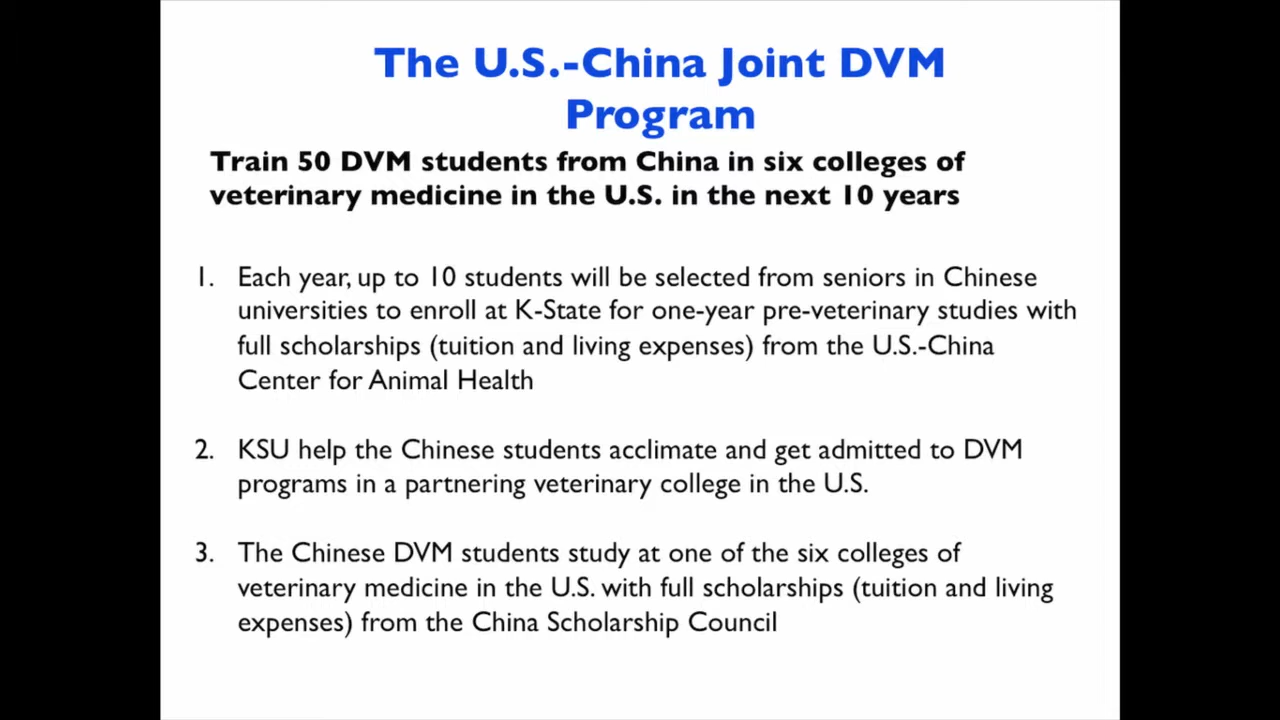 The U.S.-China Joint DVM
Program
Train 50 DVM students from China in six colleges of
veterinary medicine in the U.S. in the next 10 years
1. Each year, up to 10 students will be selected from seniors in Chinese
universities to enroll at K-State for one-year pre-veterinary studies with
full scholarships (tuition and living expenses) from the U.S.-China
Center for Animal Health
2. KSU help the Chinese students acclimate and get admitted to DVM
programs in a partnering veterinary college in the U.S.
3. The Chinese DVM students study at one of the six colleges of
veterinary medicine in the U.S. with full scholarships (tuition and living
expenses) from the China Scholarship Council